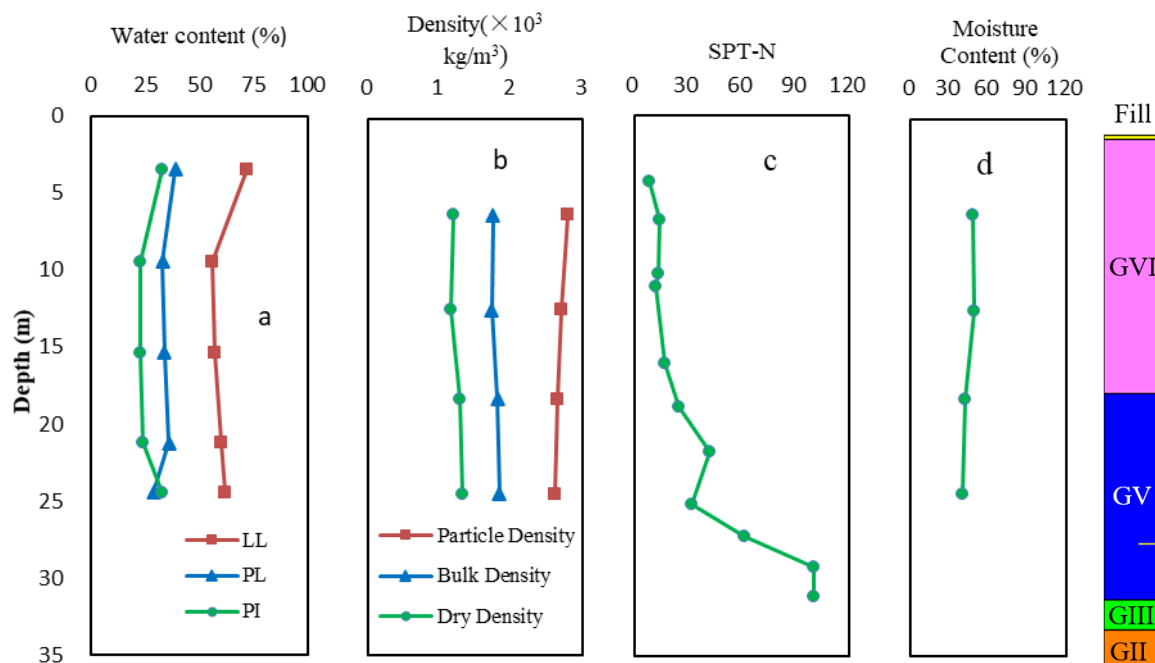 Water content (%)
0 25 50 75 100
Density(×10³
kg/m³)
0 1 2 3
SPT-N
0 30 60 90 120
Moisture
Content (%)
0 30 60 90 120
Fill
Depth (m)
0
5
10
15
20
25
30
35
a
b
c
d
LL
PL
PI
Particle Density
Bulk Density
Dry Density
GVI
GV
GIII
GII